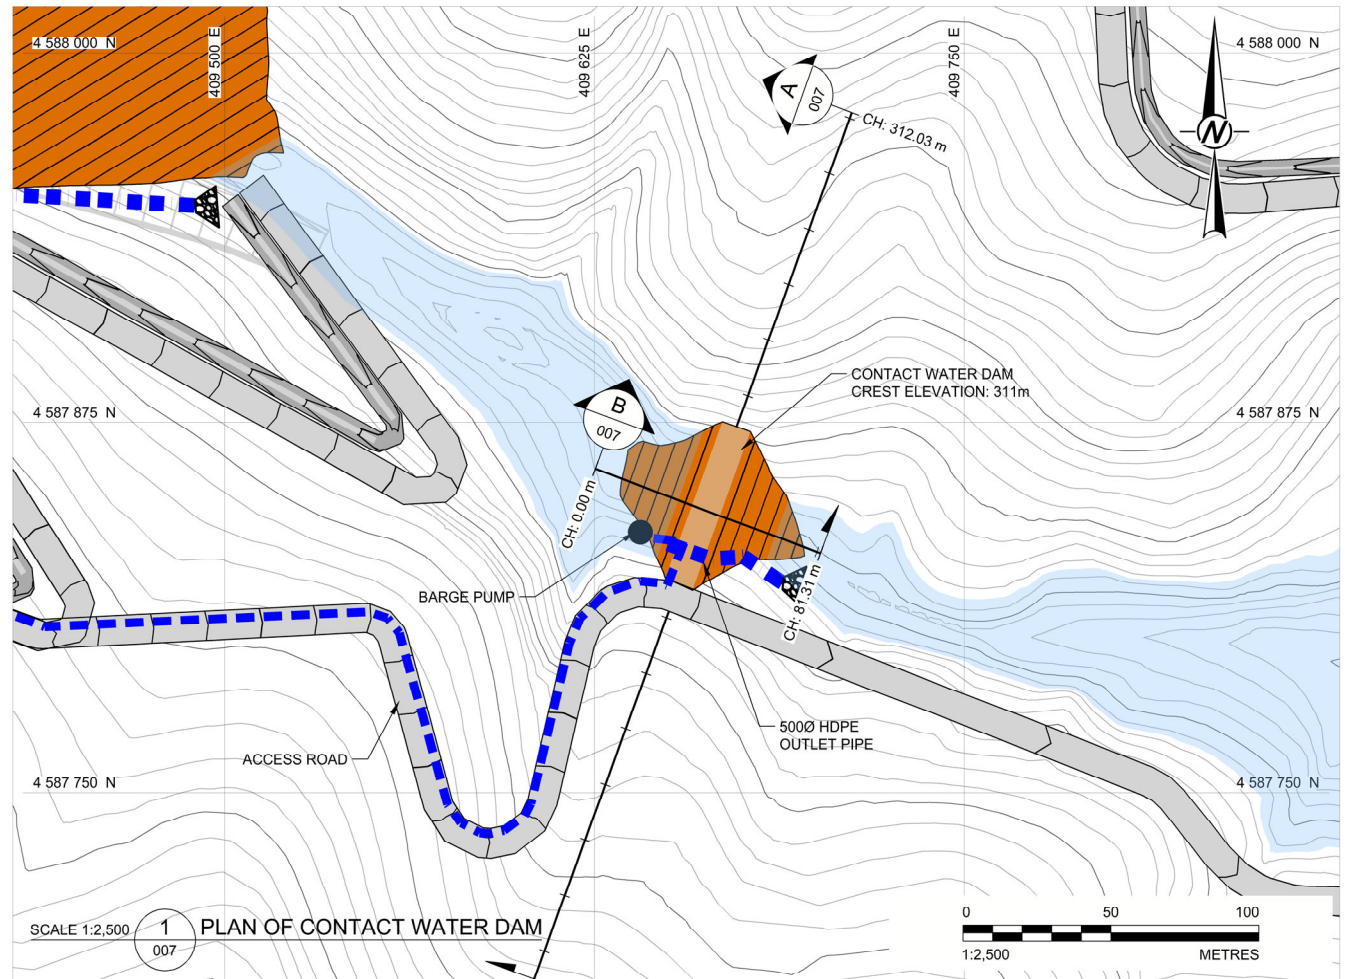 4 588 000 N
409 500 E
409 625 E
409 750 E
4 588 000 N
A
007
CH: 312.03 m
N
CONTACT WATER DAM
CREST ELEVATION: 311m
4 587 875 N
4 587 875 N
B
007
CH: 0.00 m
BARGE PUMP
CH: 81.31 m
500Ø HDPE
OUTLET PIPE
ACCESS ROAD
4 587 750 N
4 587 750 N
SCALE 1:2,500
1
007
PLAN OF CONTACT WATER DAM
0 50 100
1:2,500 METRES